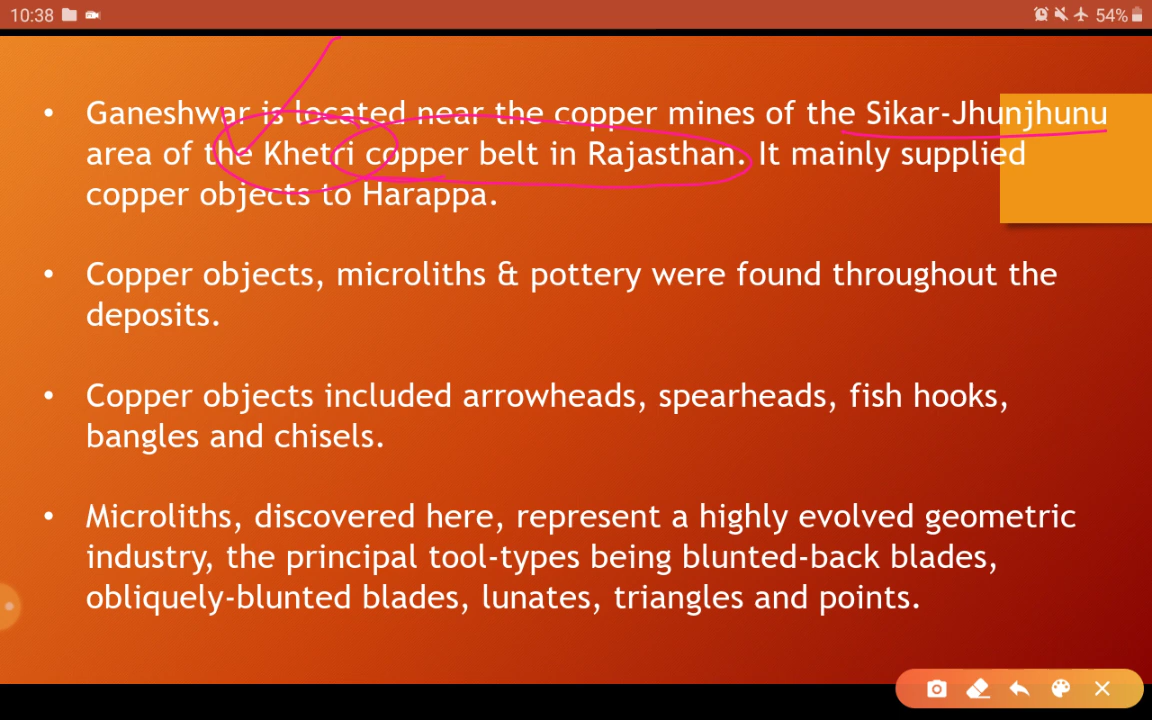 10:38
54%
• Ganeshwar is located near the copper mines of the Sikar-Jhunjhunu
area of the Khetri copper belt in Rajasthan. It mainly supplied
copper objects to Harappa.
• Copper objects, microliths & pottery were found throughout the
deposits.
• Copper objects included arrowheads, spearheads, fish hooks,
bangles and chisels.
• Microliths, discovered here, represent a highly evolved geometric
industry, the principal tool-types being blunted-back blades,
obliquely-blunted blades, lunates, triangles and points.